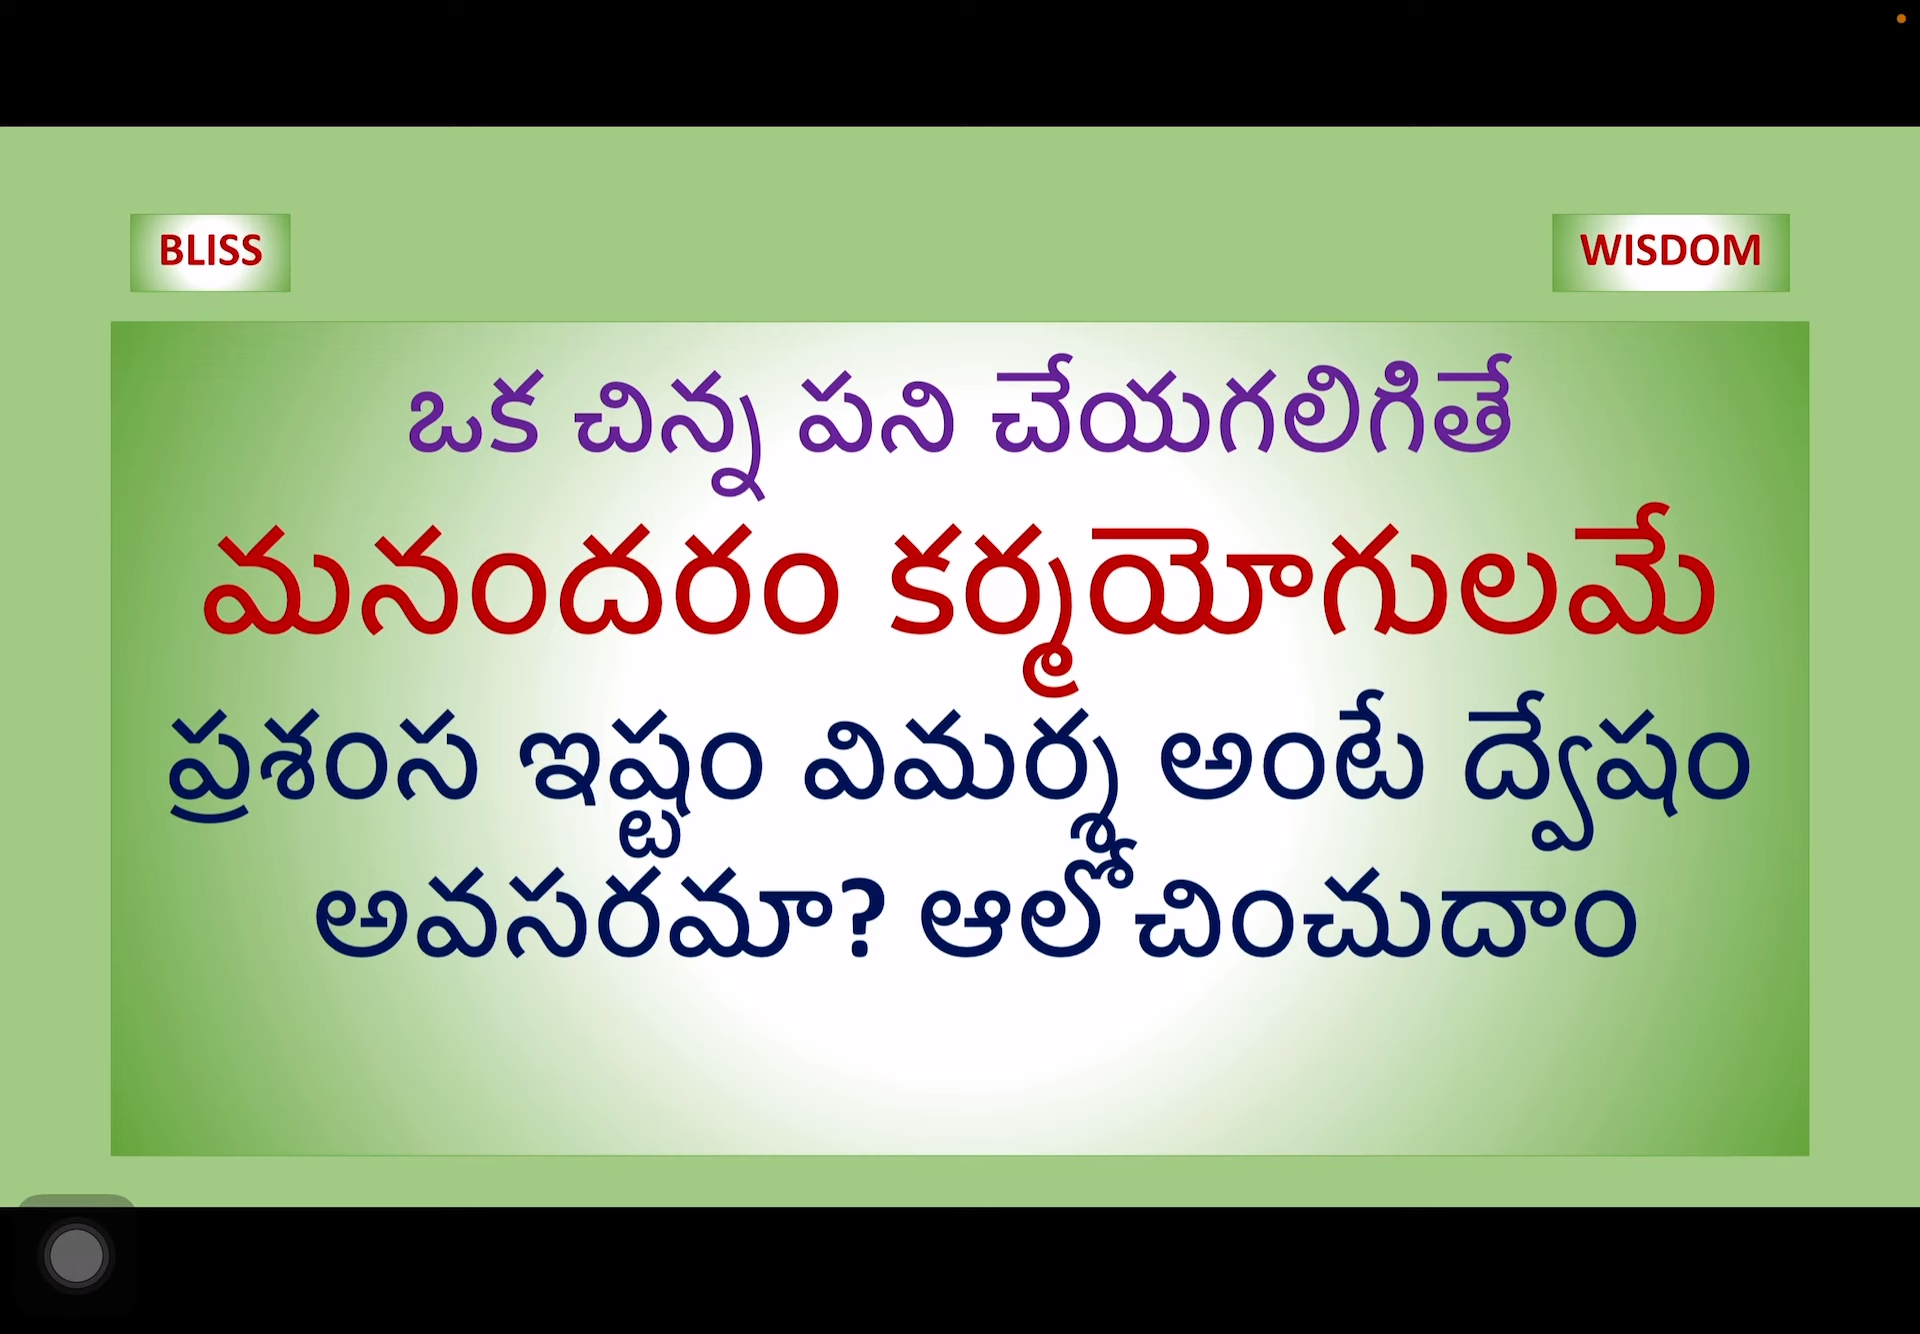 BLISS
WISDOM
ఒక చిన్న పని చేయగలిగితే
మనందరం కర్మయోగులమే
ప్రశంస ఇష్టం విమర్శ అంటే ద్వేషం
అవసరమా? ఆలోచించుదాం